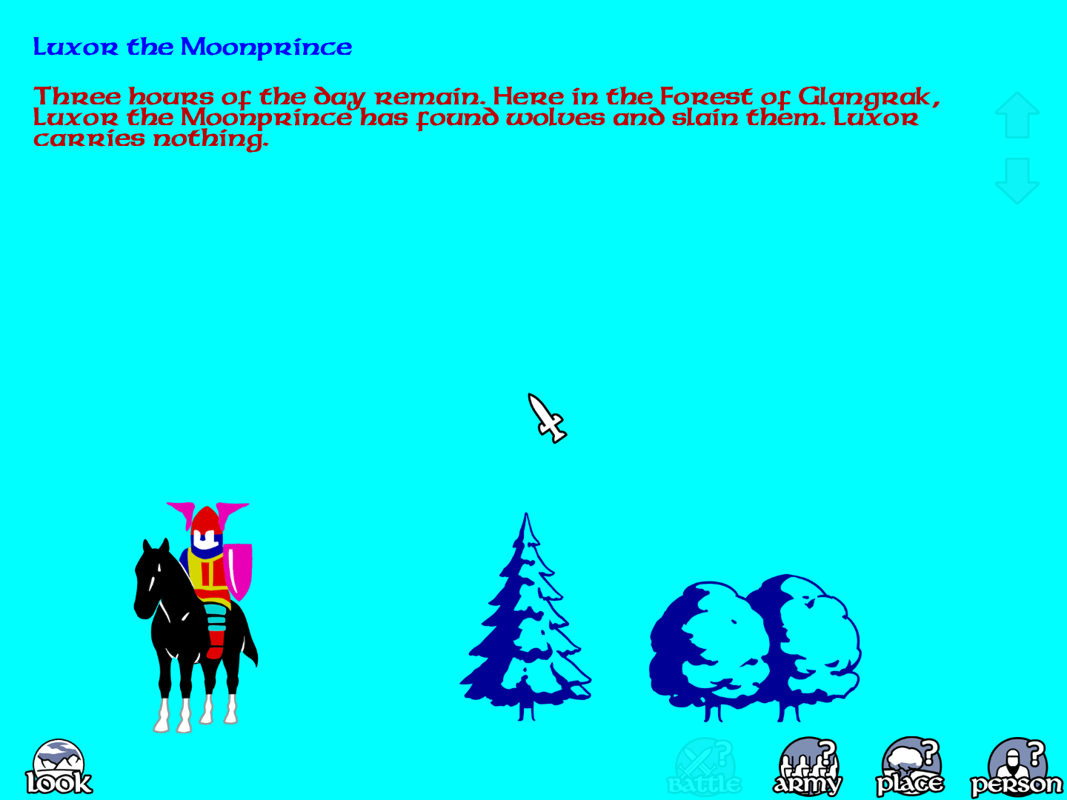 Luxor the Moonprince
Three hours of the day remain. Here in the Forest of Glangrak,
Luxor the Moonprince has found wolves and slain them. Luxor
carries nothing.
look
?
BATTLE
?
ARMY
?
place
?
person